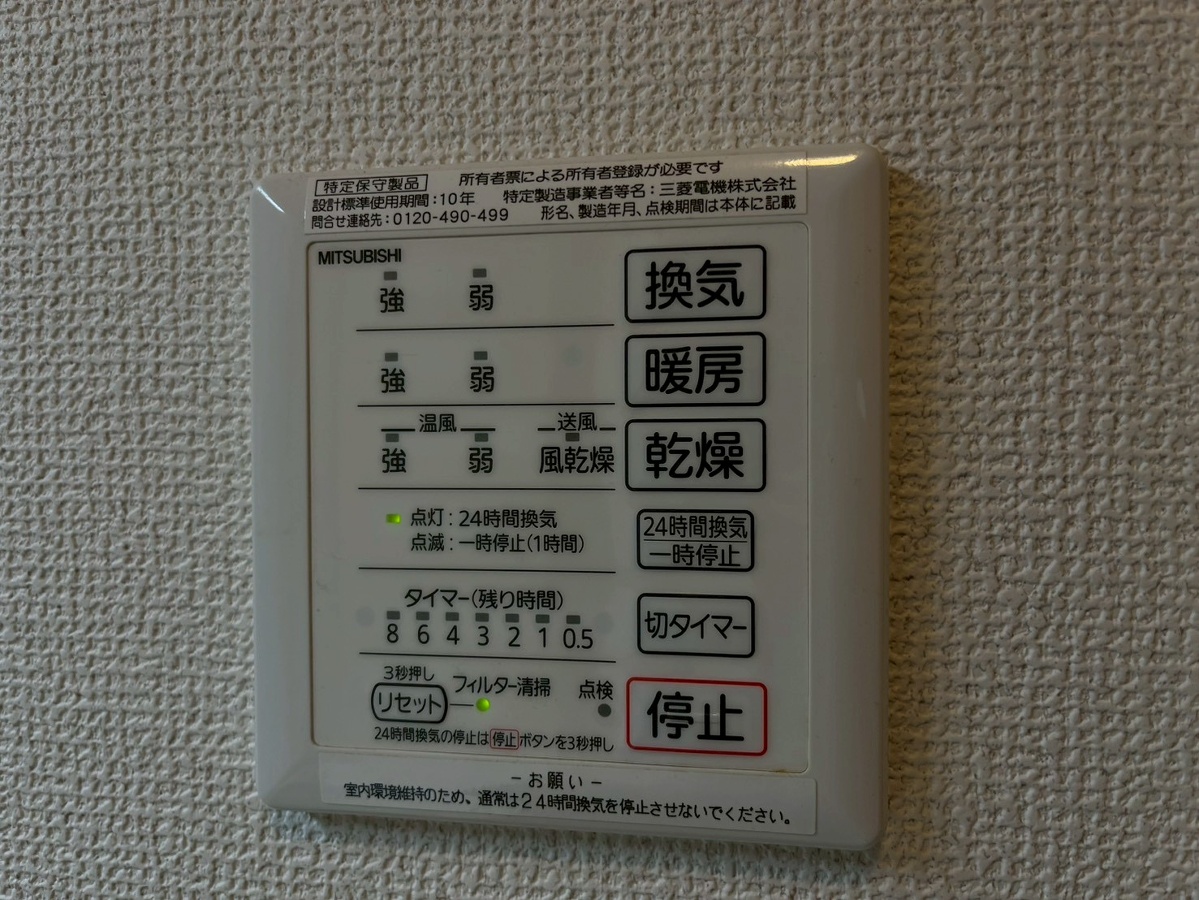 特定保守製品 所有者票による所有者登録が必要です
設計標準使用期間:10年 特定製造事業者等名:三菱電機株式会社
問合せ連絡先:0120-490-499 形名、製造年月、点検期間は本体に記載
MITSUBISHI
強 弱 換気
強 弱 暖房
温風 送風
強 弱 風乾燥 乾燥
点灯:24時間換気
点滅:一時停止(1時間)
24時間換気
一時停止
タイマー(残り時間)
8 6 4 3 2 1 0.5
切タイマー
3秒押し
リセット フィルター清掃 点検
停止
24時間換気の停止は停止ボタンを3秒押し
-お願い-
室内環境維持のため、通常は24時間換気を停止させないでください。